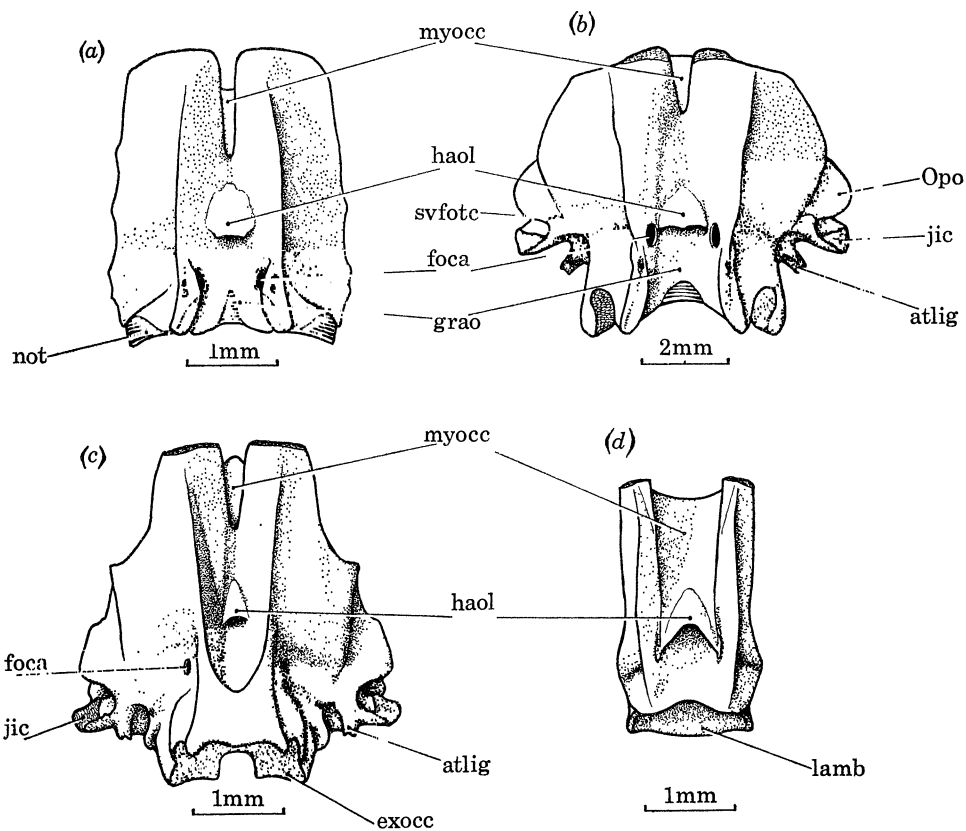 (a)
myocc
(b)
haol
svfotc
Opo
foca
jic
grao
atlig
not
1mm
2mm
(c)
myocc
(d)
haol
foca
jic
atlig
lamb
1mm
1mm
exocc